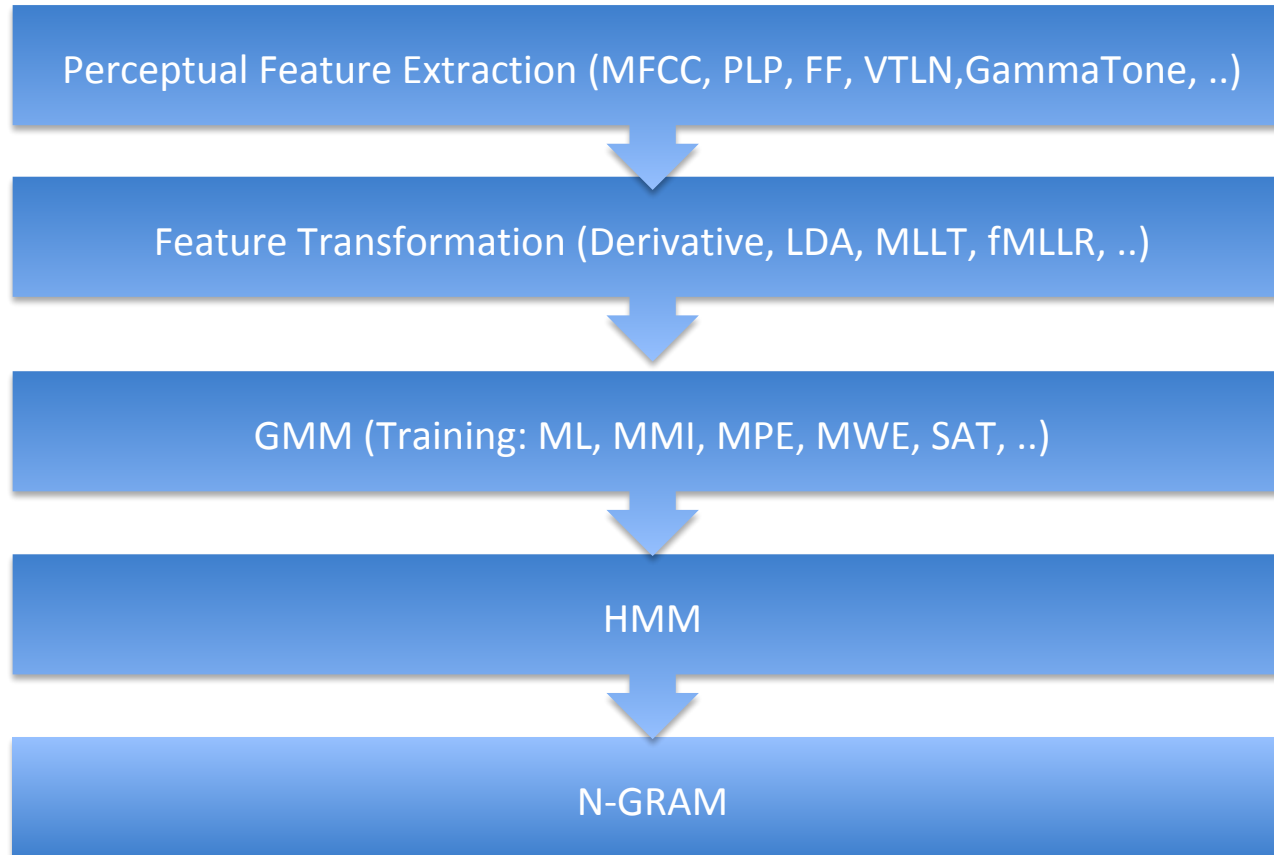 Perceptual Feature Extraction (MFCC, PLP, FF, VTLN,GammaTone, ..)
Feature Transformation (Derivative, LDA, MLLT, fMLLR, ..)
GMM (Training: ML, MMI, MPE, MWE, SAT, ..)
HMM
N-GRAM